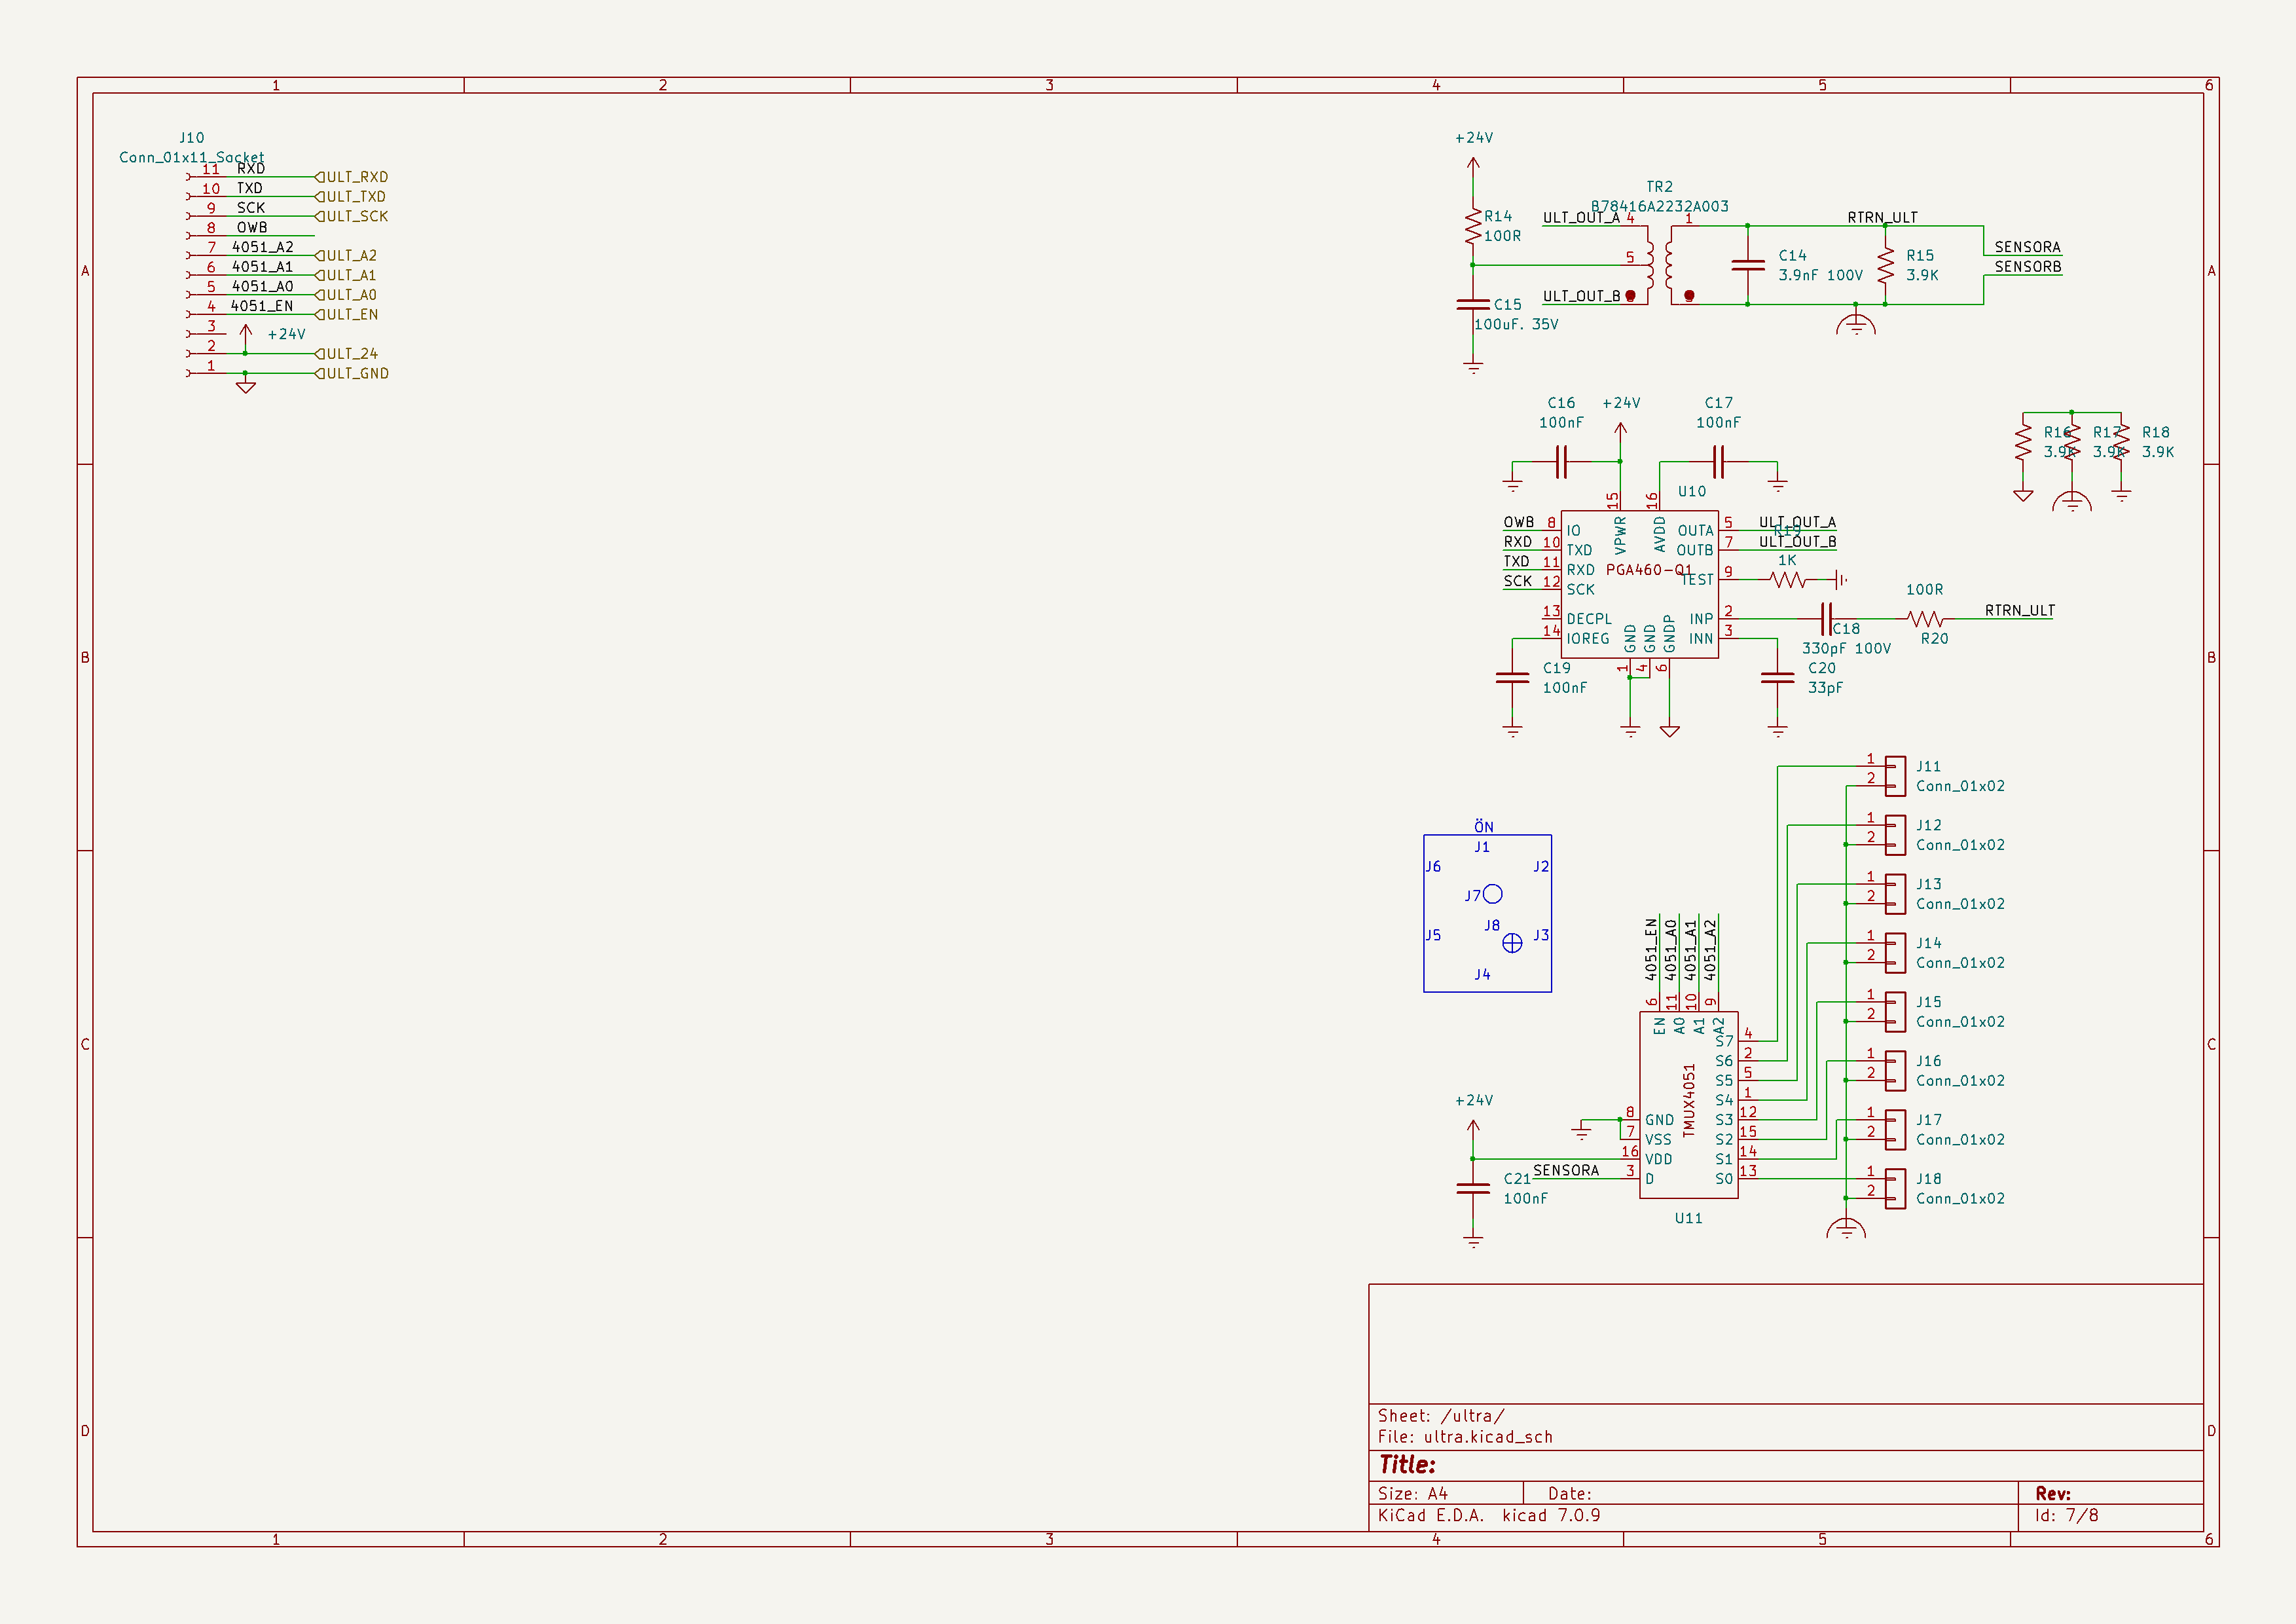 1 2 3 4 5 6
A
B
C
D
J10
Conn_01x11_Socket
11 RXD ULT_RXD
10 TXD ULT_TXD
9 SCK ULT_SCK
8 OWB
7 4051_A2 ULT_A2
6 4051_A1 ULT_A1
5 4051_A0 ULT_A0
4 4051_EN ULT_EN
3 +24V
2 ULT_24
1 ULT_GND
+24V
R14
100R
C15
100uF. 35V
TR2
B78416A2232A003
ULT_OUT_A 4
5
ULT_OUT_B
1
RTRN_ULT
C14
3.9nF 100V
R15
3.9K
SENSORA
SENSORB
C16
100nF
+24V
C17
100nF
R16
3.9K
R17
3.9K
R18
3.9K
U10
15 VPWR
16 AVDD
PGA460-Q1
OWB 8 IO
RXD 10 TXD
TXD 11 RXD
SCK 12 SCK
13 DECPL
14 IOREG
OUTA 5 ULT_OUT_A
R19
OUTB 7 ULT_OUT_B
1K
TEST 9
INP 2
INN 3
GND 1
GND 4
GNDP 6
100R
R20
RTRN_ULT
C18
330pF 100V
C19
100nF
C20
33pF
ÖN
J1
J6 J2
J7
J8
J5 J3
J4
4051_EN 6 EN
4051_A0 11 A0
4051_A1 10 A1
4051_A2 9 A2
TMUX4051
S7 4
S6 2
S5 5
S4 1
S3 12
S2 15
S1 14
S0 13
8 GND
7 VSS
16 VDD
SENSORA 3 D
U11
+24V
C21
100nF
1 J11
2 Conn_01x02
1 J12
2 Conn_01x02
1 J13
2 Conn_01x02
1 J14
2 Conn_01x02
1 J15
2 Conn_01x02
1 J16
2 Conn_01x02
1 J17
2 Conn_01x02
1 J18
2 Conn_01x02
Sheet: /ultra/
File: ultra.kicad_sch
Title:
Size: A4 Date: Rev:
KiCad E.D.A. kicad 7.0.9 Id: 7/8
A
B
C
D
1 2 3 4 5 6